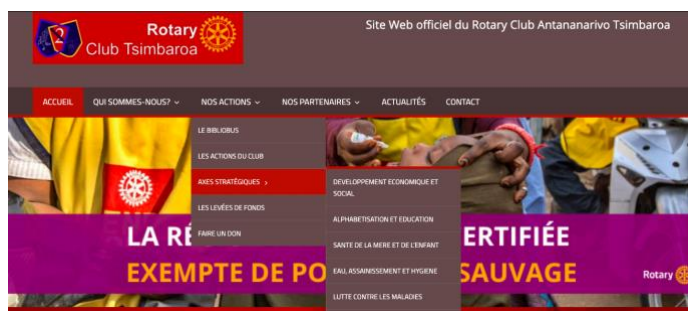 2
Rotary
Club Tsimbaroa
Site Web officiel du Rotary Club Antananarivo Tsimbaroa
ACCUEIL QUI SOMMES-NOUS? NOS ACTIONS NOS PARTENAIRES ACTUALITÉS CONTACT
LE BIBLIOBUS
LES ACTIONS DU CLUB
AXES STRATÉGIQUES
LES LEVÉES DE FONDS
FAIRE UN DON
DEVELOPPEMENT ECONOMIQUE ET
SOCIAL
ALPHABETISATION ET EDUCATION
SANTE DE LA MERE ET DE L'ENFANT
EAU, ASSAINISSEMENT ET HYGIENE
LUTTE CONTRE LES MALADIES
LA RÉ ERTIFIÉE
EXEMPTE DE PO SAUVAGE
Rotary